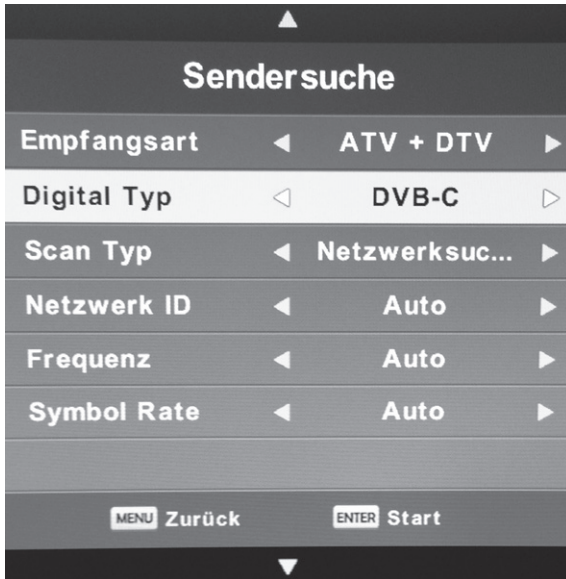 Sendersuche
Empfangsart ATV + DTV
Digital Typ DVB-C
Scan Typ Netzwerksuc...
Netzwerk ID Auto
Frequenz Auto
Symbol Rate Auto
MENU Zurück ENTER Start